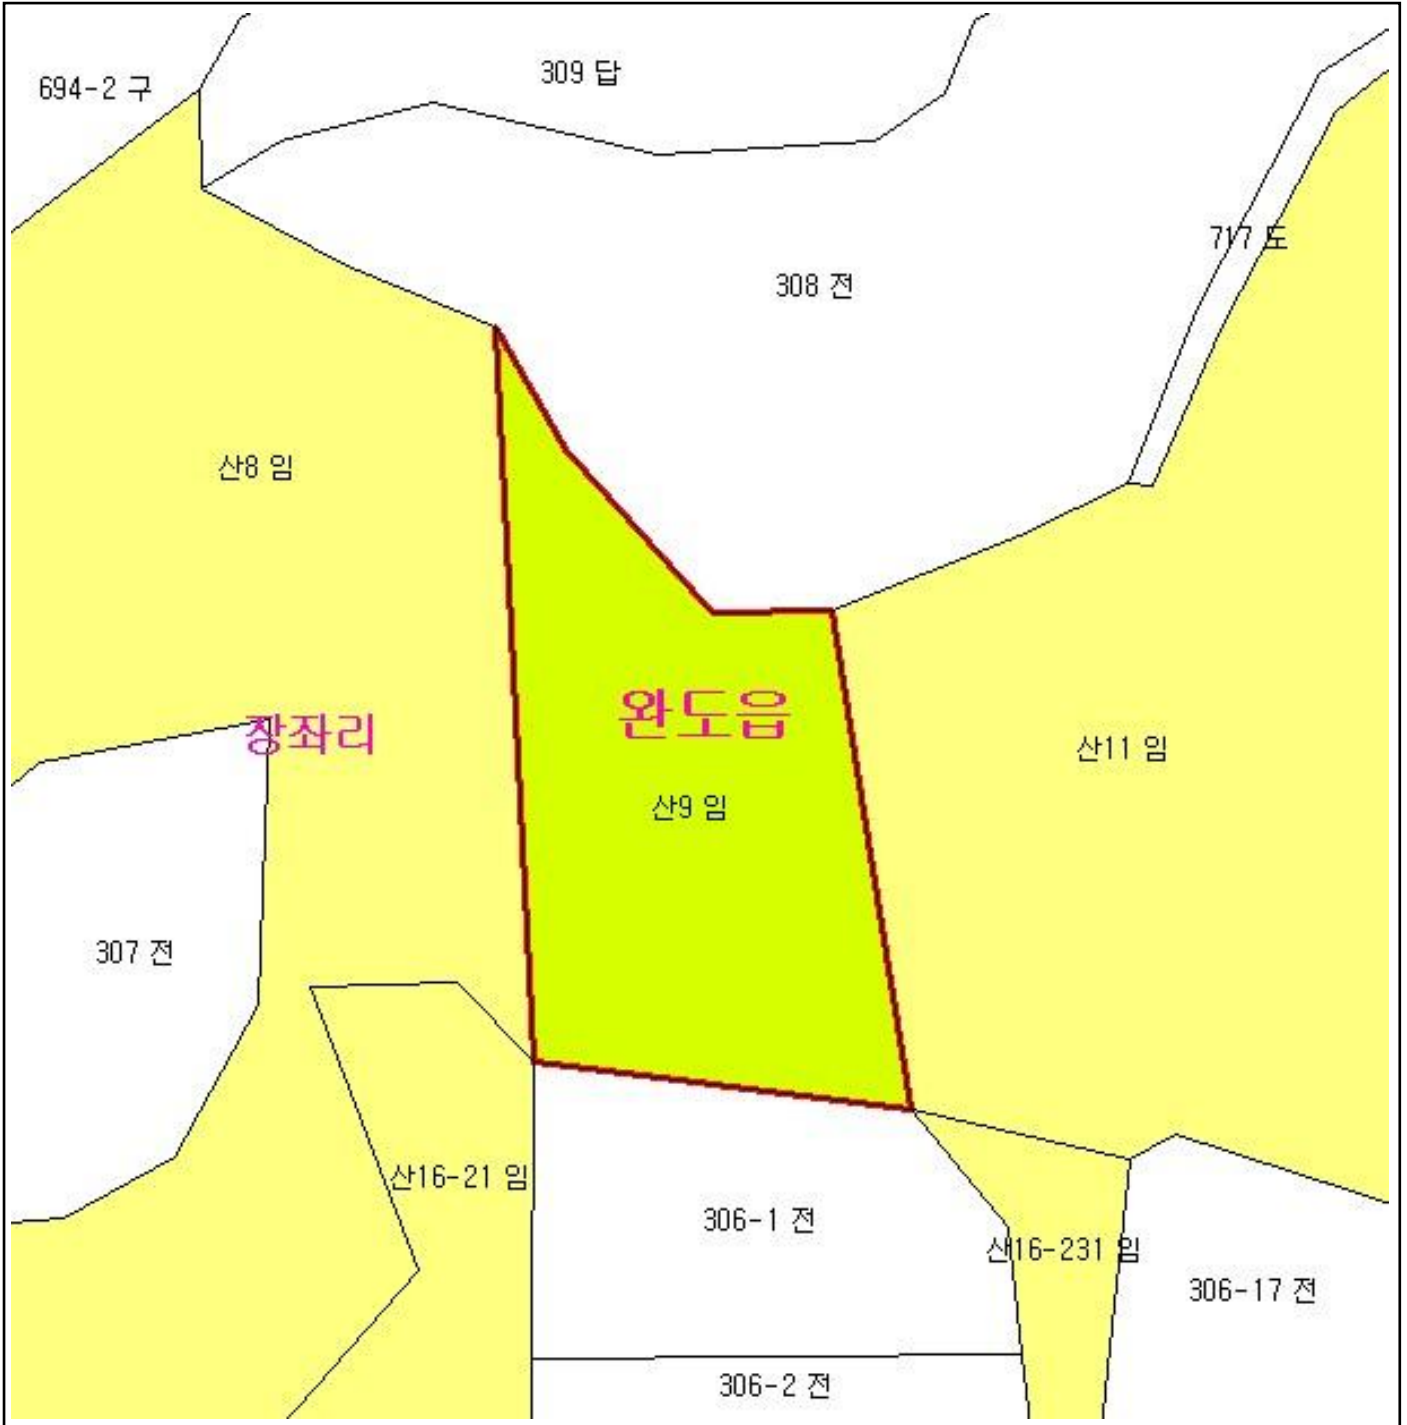 309 답
694-2 구
717 도
308 전
산8 임
완도읍
장좌리
산11 임
산9 임
307 전
산16-21 임
306-1 전
산16-231 임
306-17 전
306-2 전